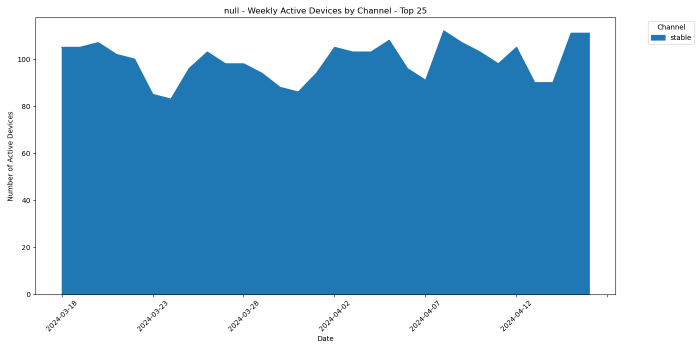 null - Weekly Active Devices by Channel - Top 25
Channel
stable
Number of Active Devices
100
80
60
40
20
0
2024-03-18
2024-03-23
2024-03-28
2024-04-02
2024-04-07
2024-04-12
Date